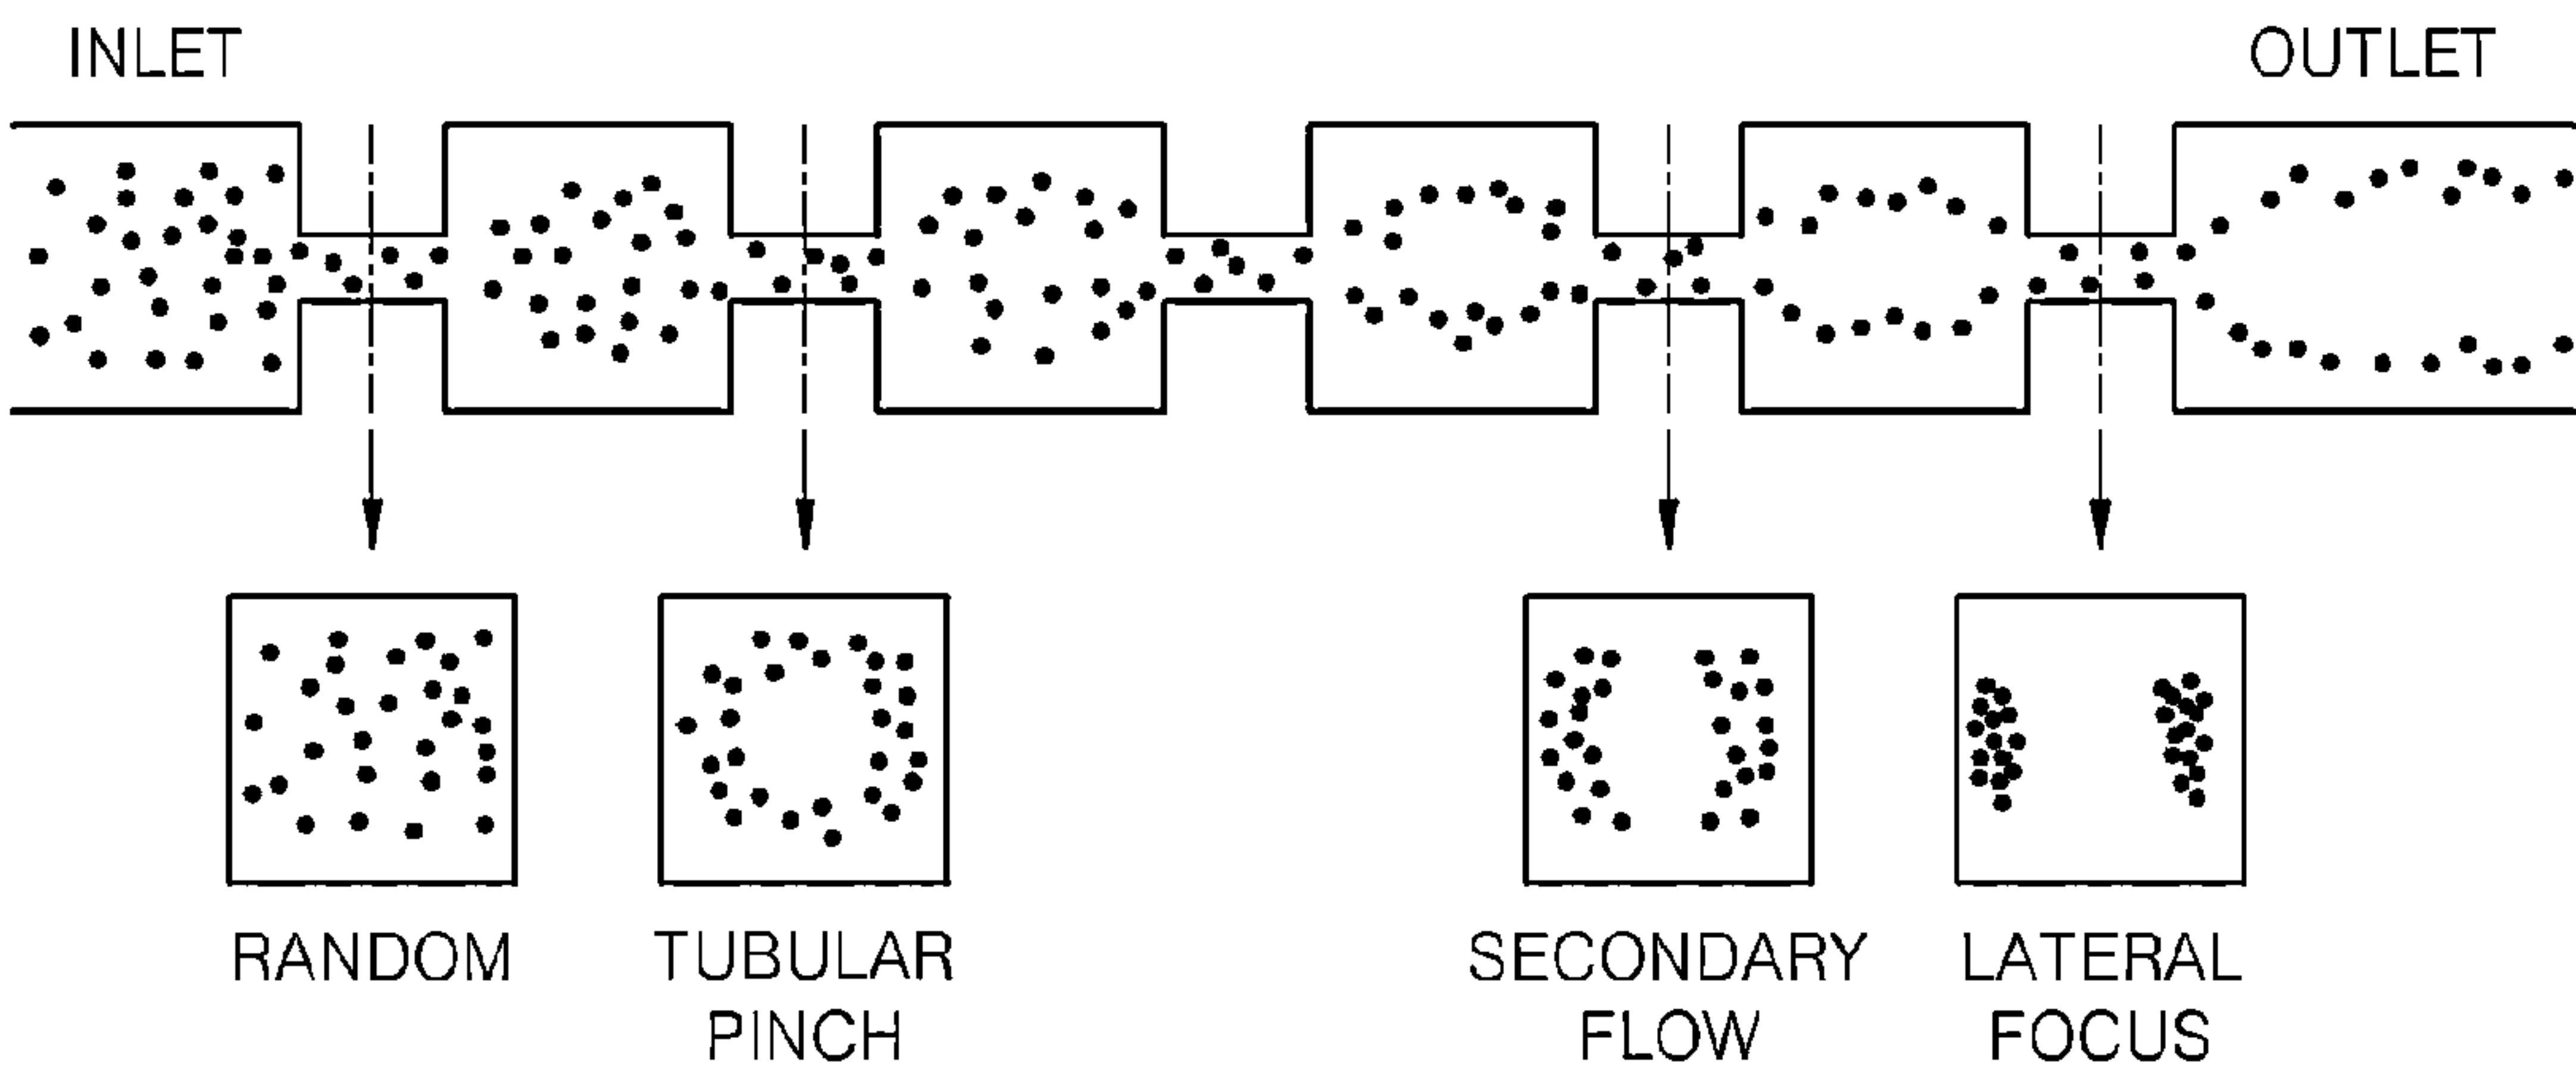 INLET
OUTLET
RANDOM
TUBULAR
PINCH
SECONDARY
FLOW
LATERAL
FOCUS